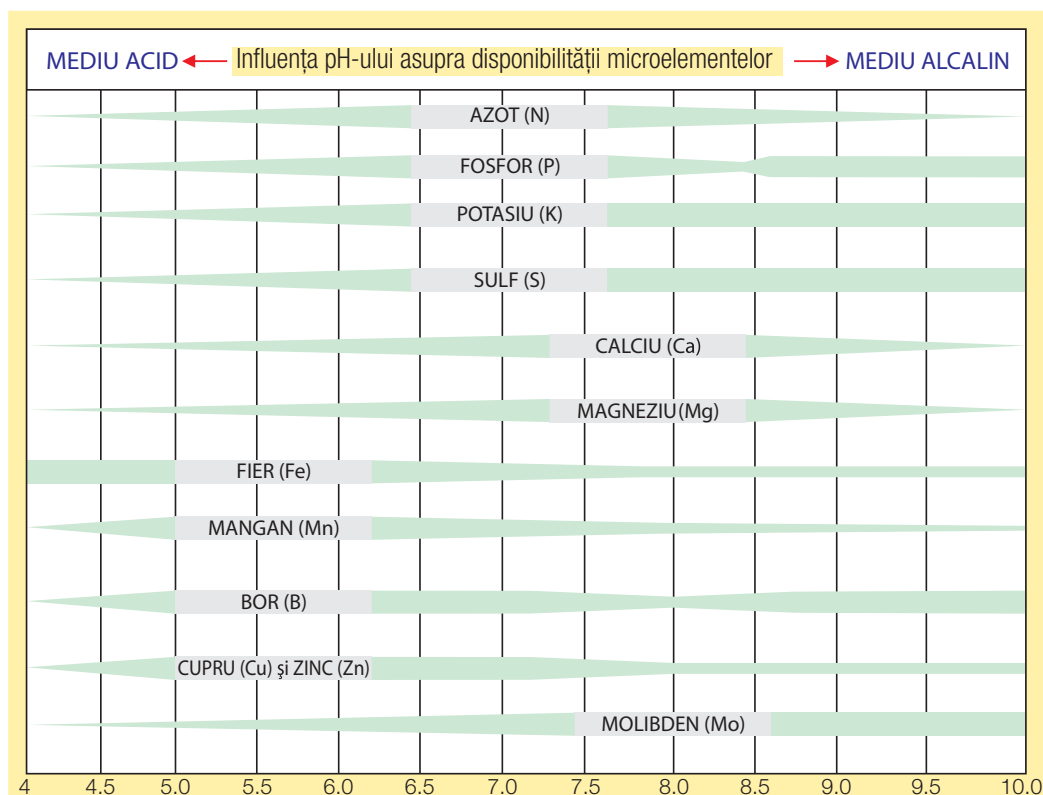 MEDIU ACID Influența pH-ului asupra disponibilității microelementelor MEDIU ALCALIN
AZOT (N)
FOSFOR (P)
POTASIU (K)
SULF (S)
CALCIU (Ca)
MAGNEZIU(Mg)
FIER (Fe)
MANGAN (Mn)
BOR (B)
CUPRU (Cu) şi ZINC (Zn)
MOLIBDEN (Mo)
4 4.5 5.0 5.5 6.0 6.5 7.0 7.5 8.0 8.5 9.0 9.5 10.0